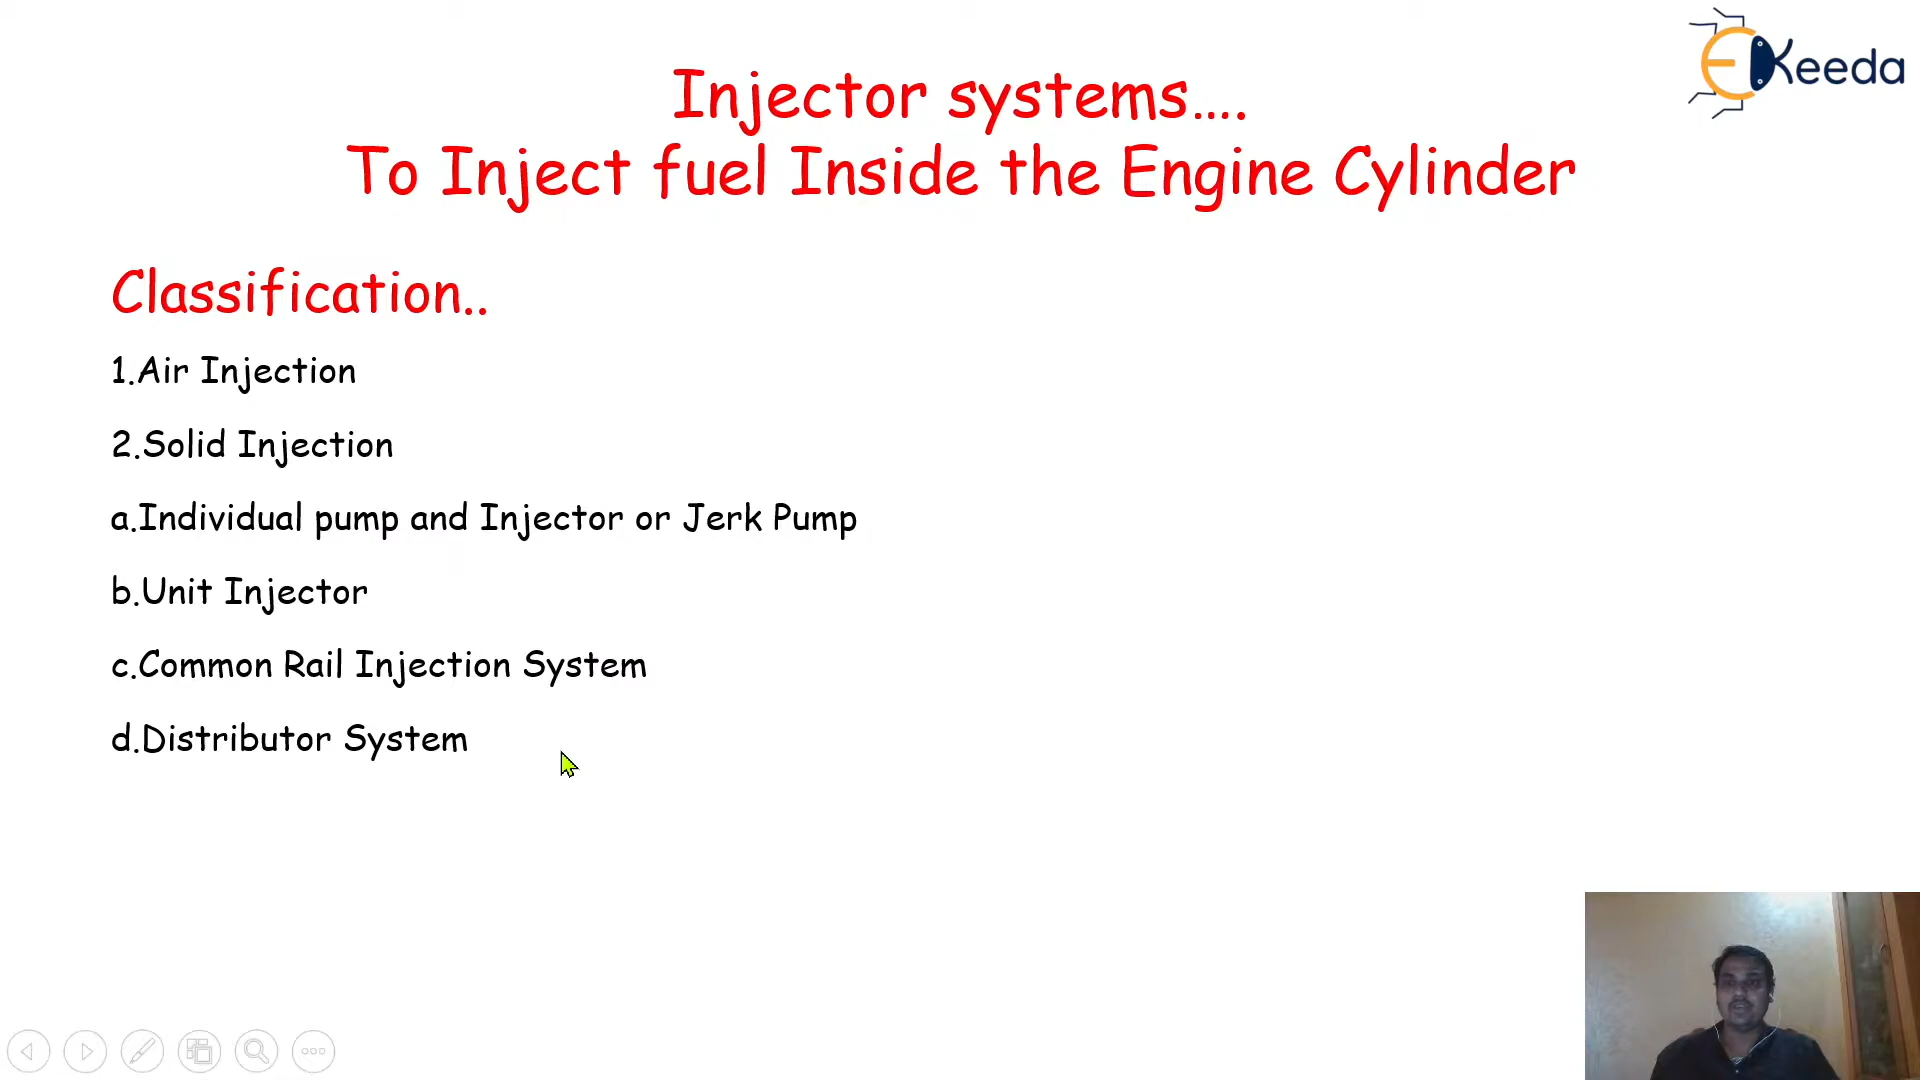 EKeeda
Injector systems....
To Inject fuel Inside the Engine Cylinder
Classification..
1.Air Injection
2.Solid Injection
a.Individual pump and Injector or Jerk Pump
b.Unit Injector
c.Common Rail Injection System
d.Distributor System